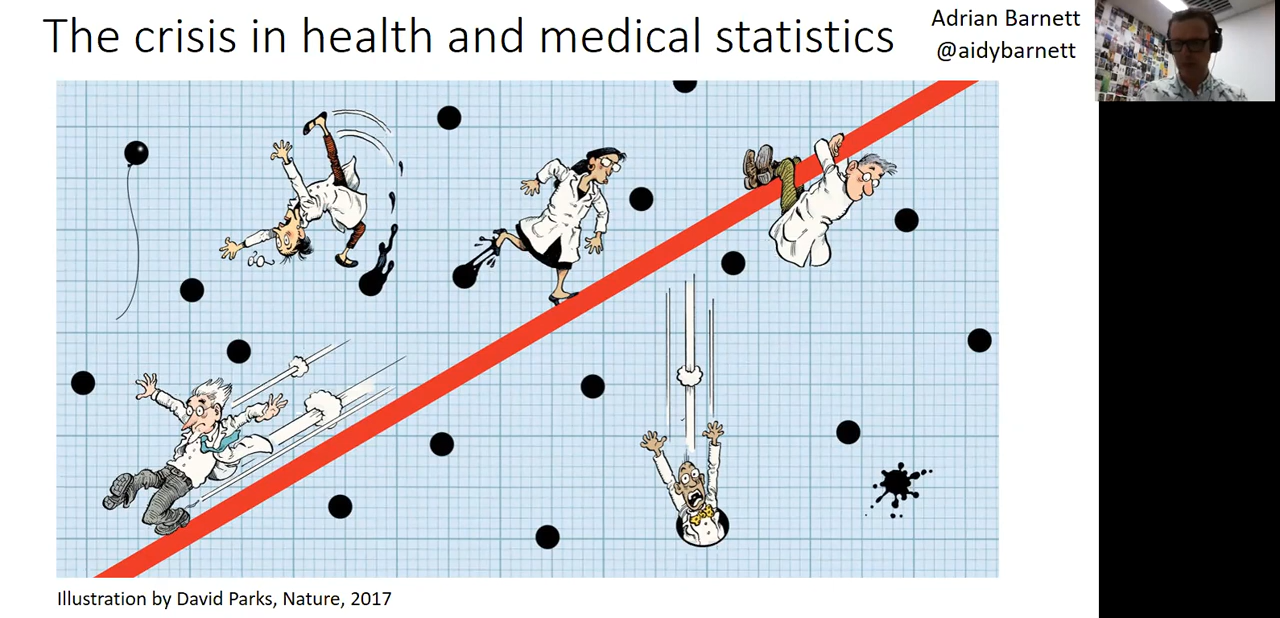 The crisis in health and medical statistics
Adrian Barnett
@aidybarnett
Illustration by David Parks, Nature, 2017